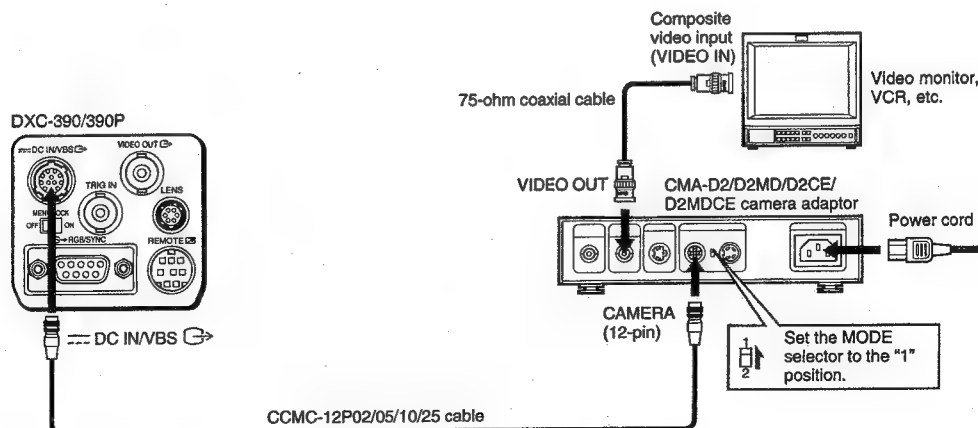 Composite
video input
(VIDEO IN)
Video monitor,
VCR, etc.
75-ohm coaxial cable
DXC-390/390P
DC IN/VBS
VIDEO OUT
TRIG IN
LENS
MENU LOCK
OFF ON
RGB/SYNC
REMOTE
VIDEO OUT
CMA-D2/D2MD/D2CE/
D2MDCE camera adaptor
Power cord
CAMERA
(12-pin)
DC IN/VBS
1
2
Set the MODE
selector to the "1"
position.
CCMC-12P02/05/10/25 cable